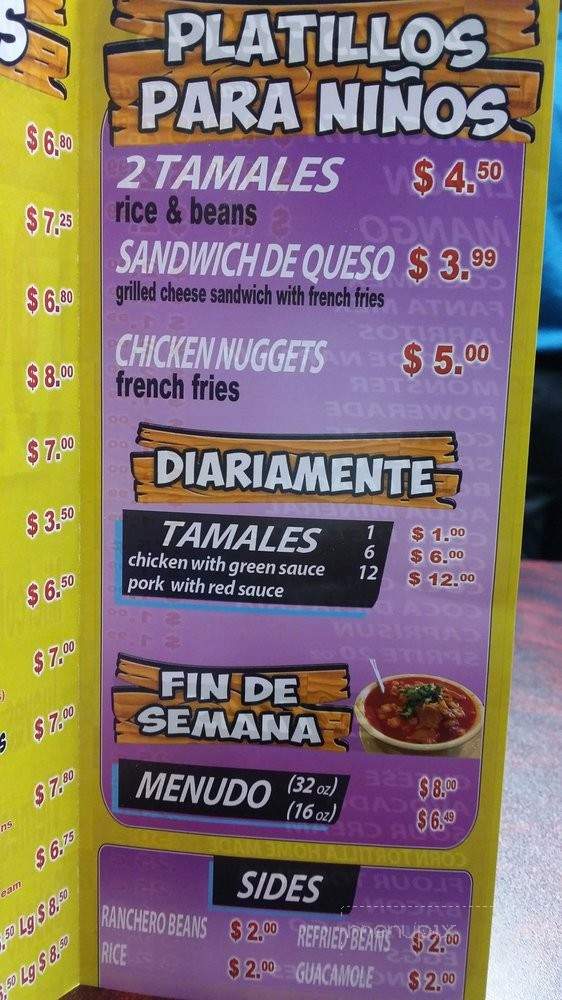 S
$ 6.80
$ 7.25
$ 6.80
$ 8.00
$ 7.00
$ 3.50
$ 6.50
$ 7.00
$ 7.00
$ 7.80
$ 6.75
.50 Lg $ 8.50
.50 Lg $ 8.50
PLATILLOS
PARA NIÑOS
2 TAMALES $ 4.50
rice & beans
SANDWICH DE QUESO $ 3.99
grilled cheese sandwich with french fries
CHICKEN NUGGETS $ 5.00
french fries
DIARIAMENTE
TAMALES 1 $ 1.00
chicken with green sauce 6 $ 6.00
pork with red sauce 12 $ 12.00
FIN DE
SEMANA
MENUDO (32 oz) $ 8.00
(16 oz) $ 6.49
SIDES
RANCHERO BEANS $ 2.00 REFRIED BEANS $ 2.00
RICE $ 2.00 GUACAMOLE $ 2.00
menupix